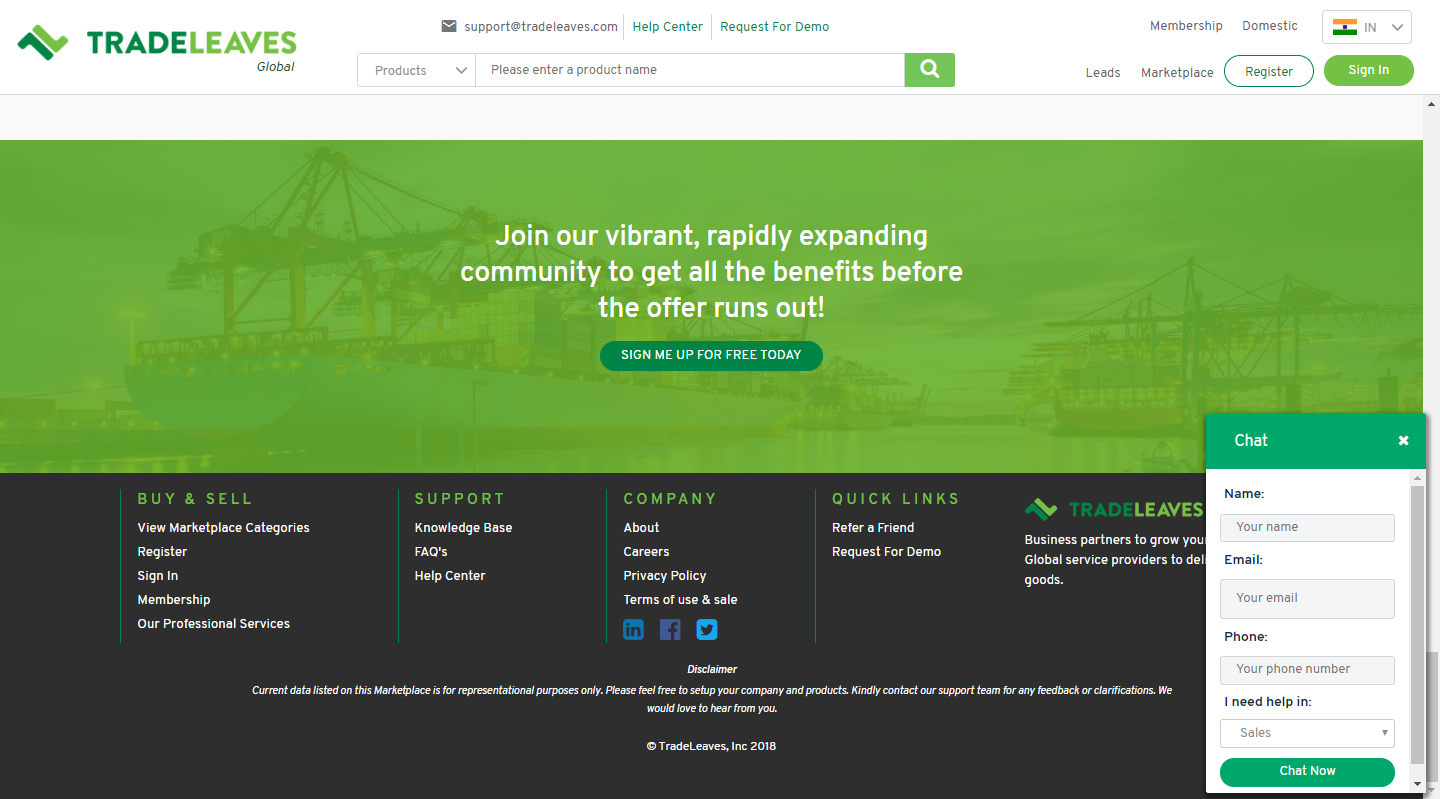 support@tradeleaves.com Help Center Request For Demo
Membership Domestic IN
TRADELEAVES
Global
Products Please enter a product name
Leads Marketplace Register Sign In
Join our vibrant, rapidly expanding
community to get all the benefits before
the offer runs out!
SIGN ME UP FOR FREE TODAY
BUY & SELL
View Marketplace Categories
Register
Sign In
Membership
Our Professional Services
SUPPORT
Knowledge Base
FAQ's
Help Center
COMPANY
About
Careers
Privacy Policy
Terms of use & sale
in f
QUICK LINKS
Refer a Friend
Request For Demo
TRADELEAVES
Business partners to grow
Global service providers to
goods.
Disclaimer
Current data listed on this Marketplace is for representational purposes only. Please feel free to setup your company and products. Kindly contact our support team for any feedback or clarifications. We
would love to hear from you.
© TradeLeaves, Inc 2018
Chat
Name:
Your name
Email:
Your email
Phone:
Your phone number
I need help in:
Sales
Chat Now